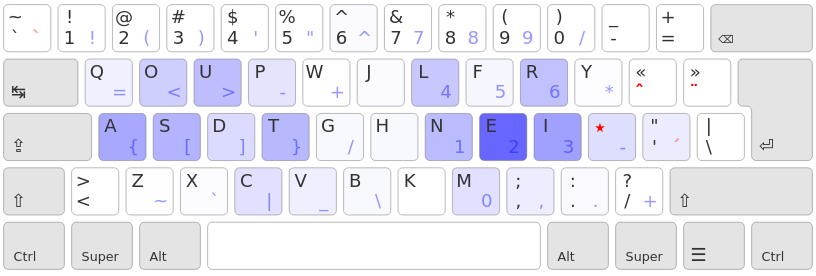 ~ ` ` ! 1 ! @ 2 ( # 3 ) $ 4 ' % 5 " ^ 6 ^ & 7 7 * 8 8 ( 9 9 ) 0 / _ - + = ⌫
↹ Q = O < U > P - W + J L 4 F 5 R 6 Y * « ˆ » ¨
⇪ A { S [ D ] T } G / H N 1 E 2 I 3 ★ - " ' ´ | \ ⏎
⇧ > < Z ~ X ` C | V _ B \ K M 0 ; , , : . . ? / + ⇧
Ctrl Super Alt Alt Super ☰ Ctrl